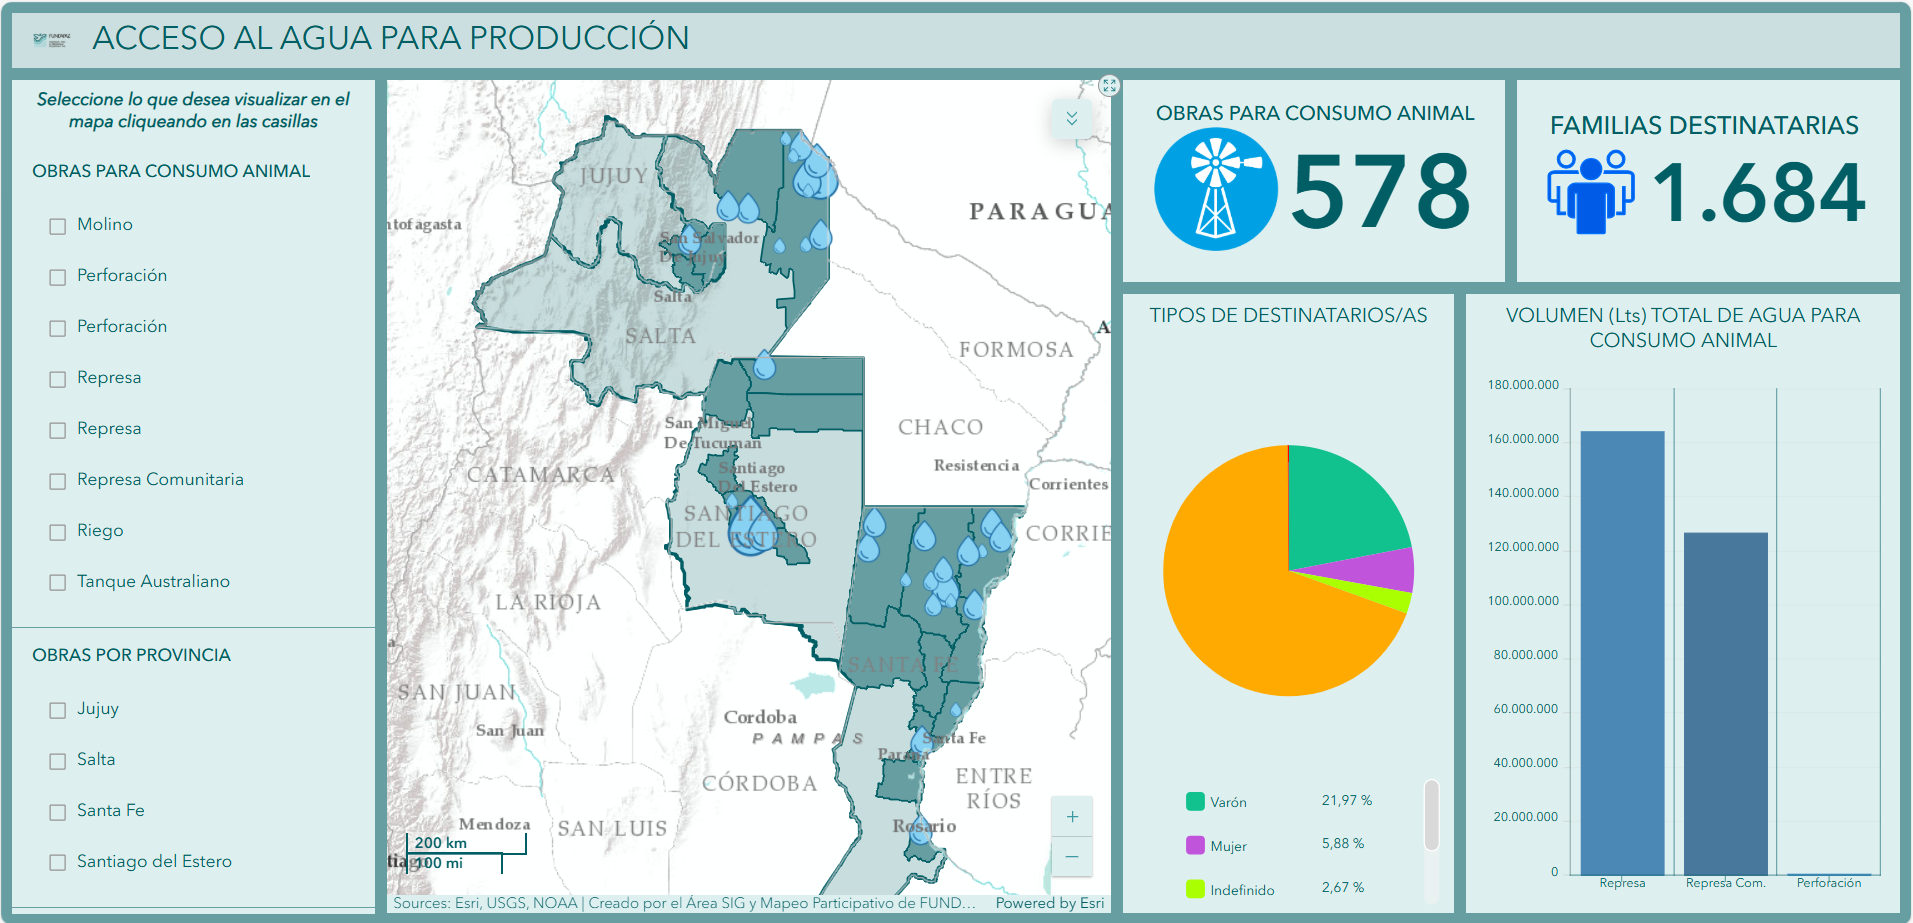 FUNDAPAZ
ACCESO AL AGUA PARA PRODUCCIÓN
Seleccione lo que desea visualizar en el
mapa cliqueando en las casillas
OBRAS PARA CONSUMO ANIMAL
Molino
Perforación
Perforación
Represa
Represa
Represa Comunitaria
Riego
Tanque Australiano
OBRAS POR PROVINCIA
Jujuy
Salta
Santa Fe
Santiago del Estero
JUJUY
ntofagasta
PARAGUA
San Salvador
De Jujuy
Salta
SALTA
A
FORMOSA
San Miguel
De Tucuman
CHACO
Resistencia
Santiago
Del Estero
CATAMARCA
Corrientes
SANTIAGO
DEL ESTERO
CORRIE
LA RIOJA
SANTA FE
SAN JUAN
San Juan
Cordoba
PAMPAS
Santa Fe
Parana
CÓRDOBA
ENTRE
RÍOS
Mendoza
SAN LUIS
Rosario
200 km
100 mi
tiag
+
−
Sources: Esri, USGS, NOAA | Creado por el Área SIG y Mapeo Participativo de FUND…
Powered by Esri
OBRAS PARA CONSUMO ANIMAL
578
FAMILIAS DESTINATARIAS
1.684
TIPOS DE DESTINATARIOS/AS
Varón 21,97 %
Mujer 5,88 %
Indefinido 2,67 %
VOLUMEN (Lts) TOTAL DE AGUA PARA
CONSUMO ANIMAL
180.000.000
160.000.000
140.000.000
120.000.000
100.000.000
80.000.000
60.000.000
40.000.000
20.000.000
0
Represa Represa Com. Perforación